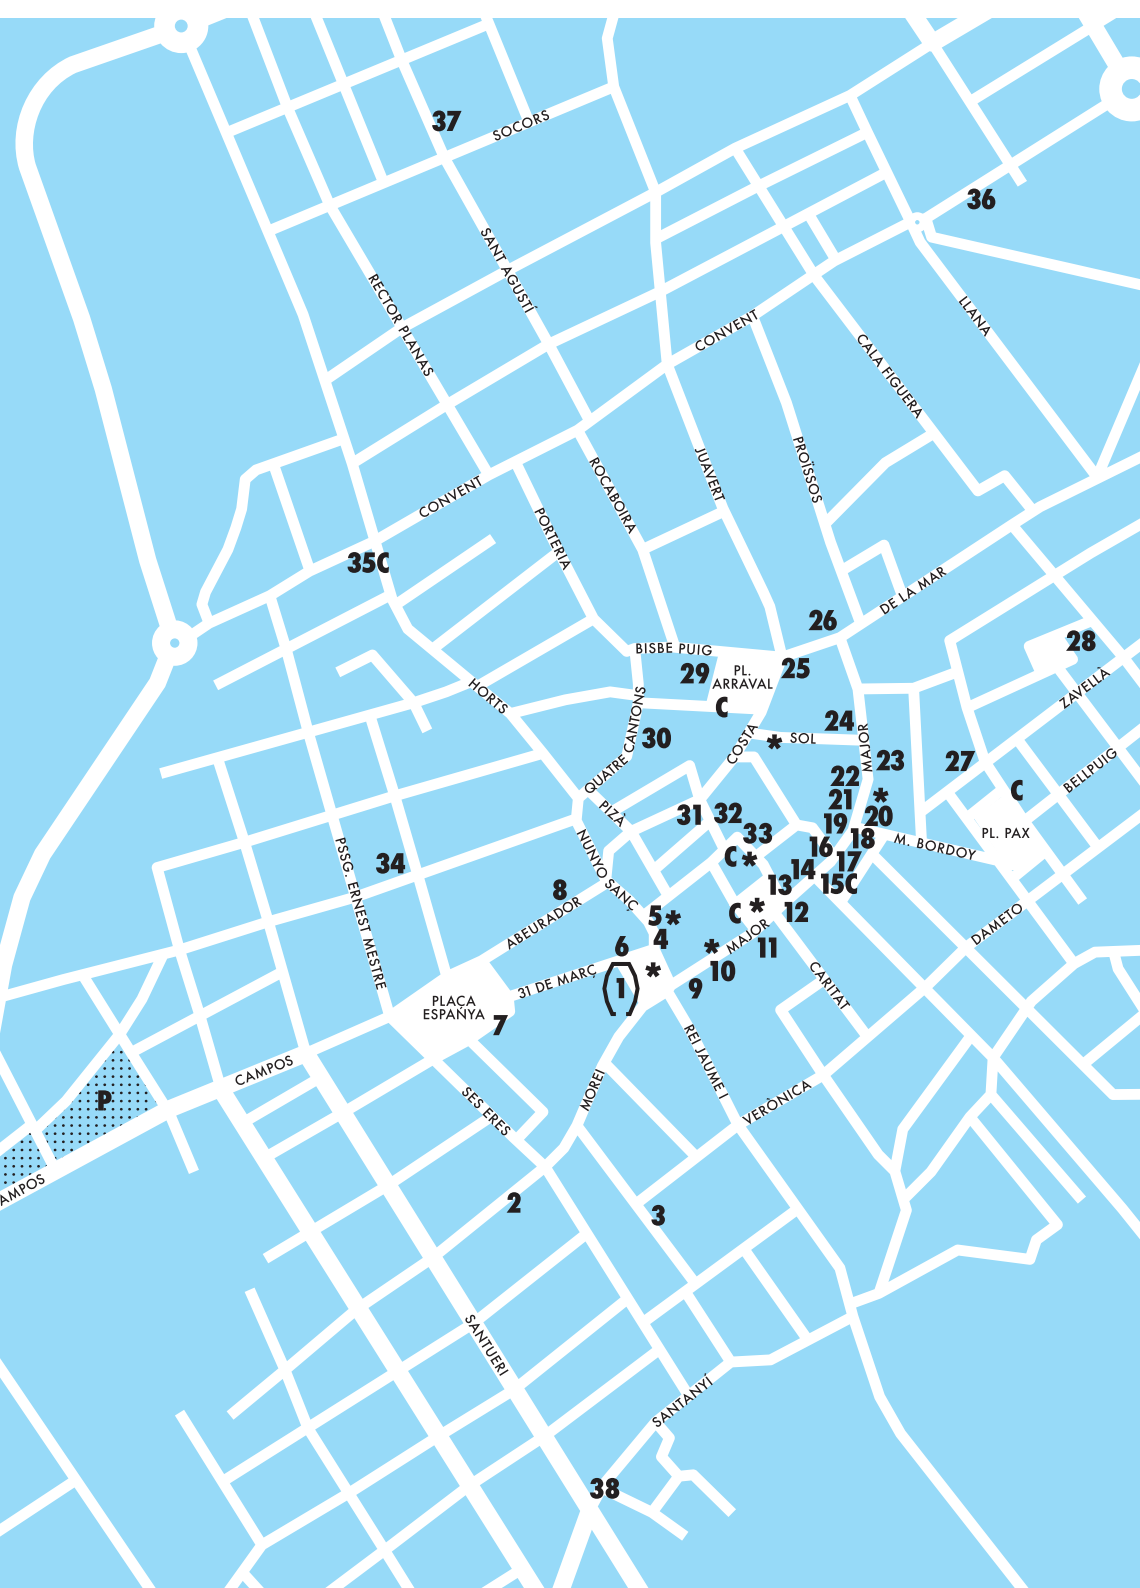 37
SOCORS
36
SANT AGUSTÍ
RECTOR PLANAS
LLANA
CONVENT
CALA FIGUERA
JUAVERT
PROÏSSOS
ROCABOIRA
CONVENT
PORTERIA
35C
DE LA MAR
26
28
BISBE PUIG
29
PL.
ARRAVAL
25
ZAVELLÀ
HORTS
C
24
QUATRE CANTONS
30
COSTA
* SOL
MAJOR
23
27
22
BELLPUIG
C
21
*
PIZÀ
31
32
19
20
33
PL. PAX
18
M. BORDOY
16
NUNYO SANÇ
C *
17
PSSG. ERNEST MESTRE
34
14
13
15C
8
C *
12
5 *
ABEURADOR
DAMETO
4
6
*
MAJOR
11
*
10
31 DE MARÇ
(1)
9
CARITAT
PLACA
ESPANYA
7
REI JAUME I
CAMPOS
MOREI
P
SES ERES
VERÒNICA
AMPOS
2
3
SANTUERI
SANTANYÍ
38